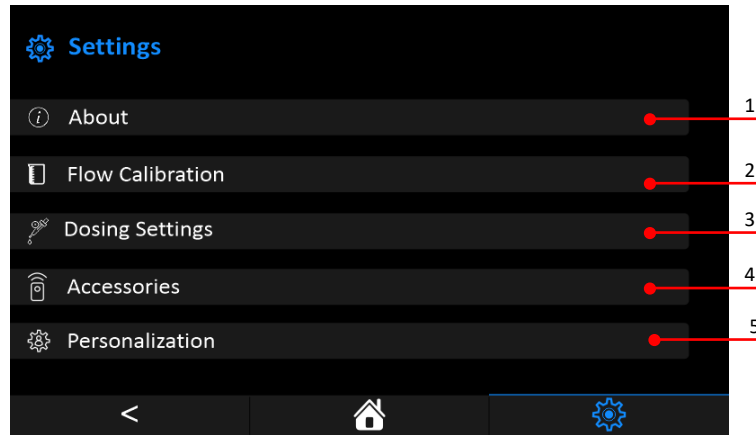 Settings
About
1
Flow Calibration
2
Dosing Settings
3
Accessories
4
Personalization
5
<